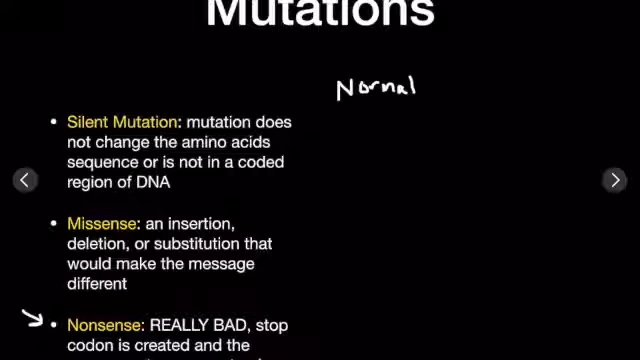 Mutations
Normal
• Silent Mutation: mutation does
not change the amino acids
sequence or is not in a coded
region of DNA
• Missense: an insertion,
deletion, or substitution that
would make the message
different
• Nonsense: REALLY BAD, stop
codon is created and the